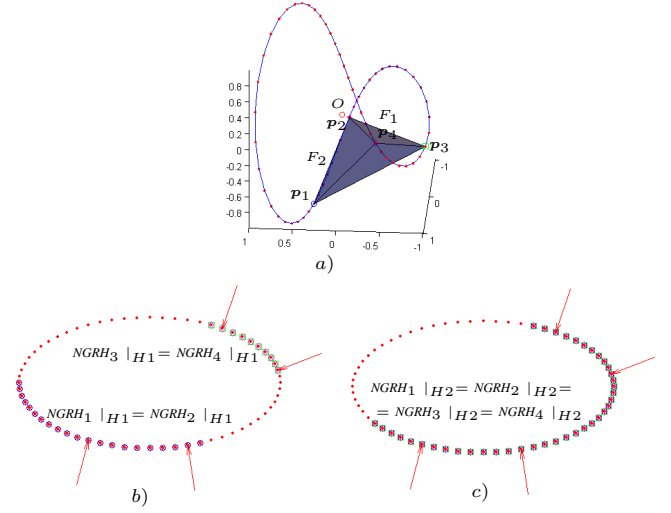 0.8
0.6
0.4
0.2
0
-0.2
-0.4
-0.6
-0.8
O
F1
p2
p4
p3
F2
p1
-1
0
1
1
0.5
0
-0.5
-1
a)
NGRH3 |H1= NGRH4 |H1
NGRH1 |H1= NGRH2 |H1
b)
NGRH1 |H2= NGRH2 |H2=
= NGRH3 |H2= NGRH4 |H2
c)